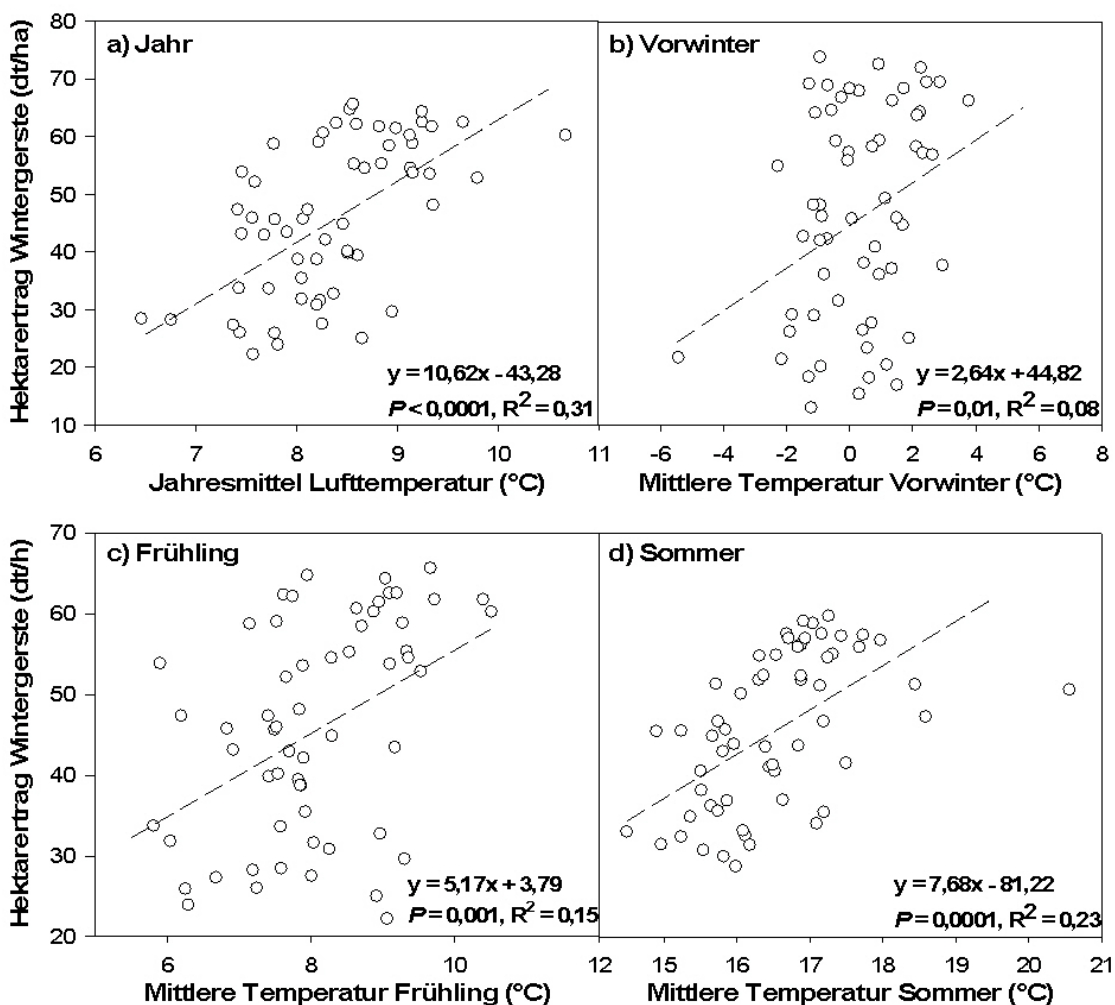 a) Jahr
Hektarertrag Wintergerste (dt/ha)
80
70
60
50
40
30
20
10
y = 10,62x - 43,28
P < 0,0001, R² = 0,31
6 7 8 9 10 11
Jahresmittel Lufttemperatur (°C)
b) Vorwinter
y = 2,64x + 44,82
P = 0,01, R² = 0,08
-6 -4 -2 0 2 4 6 8
Mittlere Temperatur Vorwinter (°C)
c) Frühling
Hektarertrag Wintergerste (dt/h)
70
60
50
40
30
20
y = 5,17x + 3,79
P = 0,001, R² = 0,15
6 8 10
Mittlere Temperatur Frühling (°C)
d) Sommer
y = 7,68x - 81,22
P = 0,0001, R² = 0,23
12 15 16 17 18 19 20 21
Mittlere Temperatur Sommer (°C)